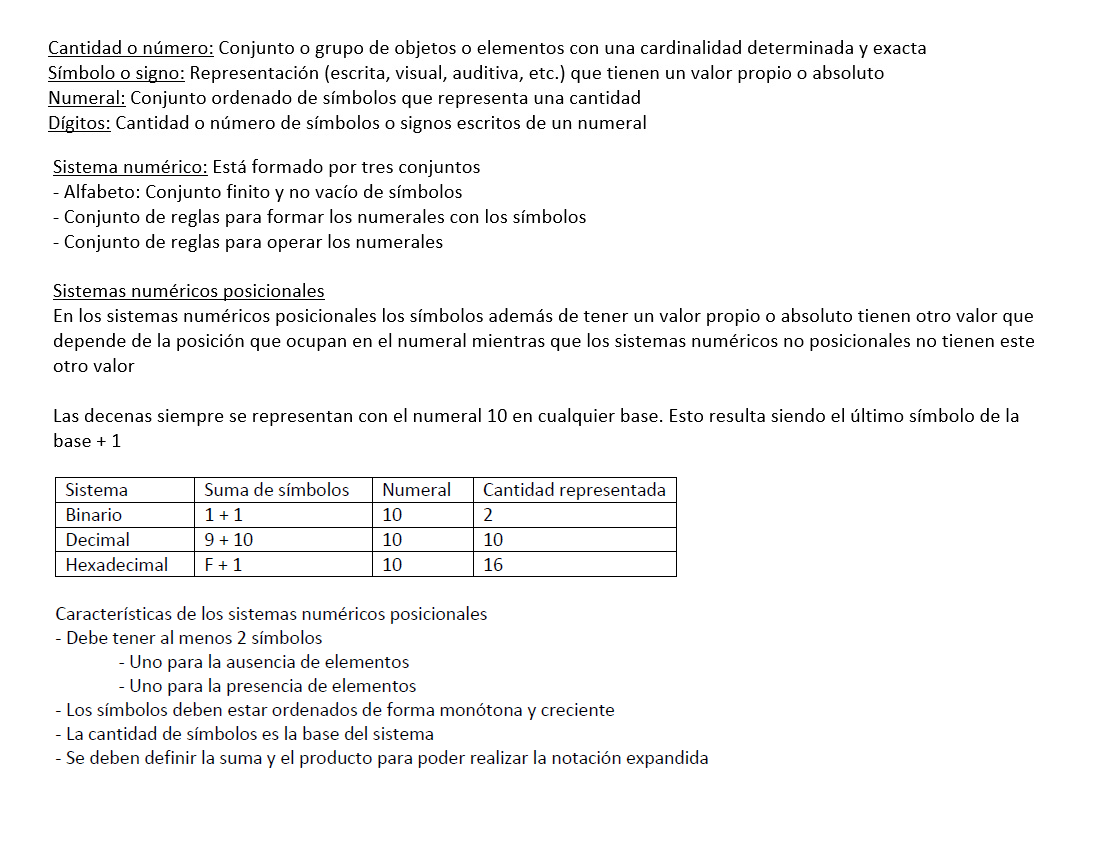 Cantidad o número: Conjunto o grupo de objetos o elementos con una cardinalidad determinada y exacta
Símbolo o signo: Representación (escrita, visual, auditiva, etc.) que tienen un valor propio o absoluto
Numeral: Conjunto ordenado de símbolos que representa una cantidad
Dígitos: Cantidad o número de símbolos o signos escritos de un numeral
Sistema numérico: Está formado por tres conjuntos
- Alfabeto: Conjunto finito y no vacío de símbolos
- Conjunto de reglas para formar los numerales con los símbolos
- Conjunto de reglas para operar los numerales
Sistemas numéricos posicionales
En los sistemas numéricos posicionales los símbolos además de tener un valor propio o absoluto tienen otro valor que
depende de la posición que ocupan en el numeral mientras que los sistemas numéricos no posicionales no tienen este
otro valor
Las decenas siempre se representan con el numeral 10 en cualquier base. Esto resulta siendo el último símbolo de la
base + 1
Sistema Suma de símbolos Numeral Cantidad representada
Binario 1 + 1 10 2
Decimal 9 + 10 10 10
Hexadecimal F + 1 10 16
Características de los sistemas numéricos posicionales
- Debe tener al menos 2 símbolos
- Uno para la ausencia de elementos
- Uno para la presencia de elementos
- Los símbolos deben estar ordenados de forma monótona y creciente
- La cantidad de símbolos es la base del sistema
- Se deben definir la suma y el producto para poder realizar la notación expandida